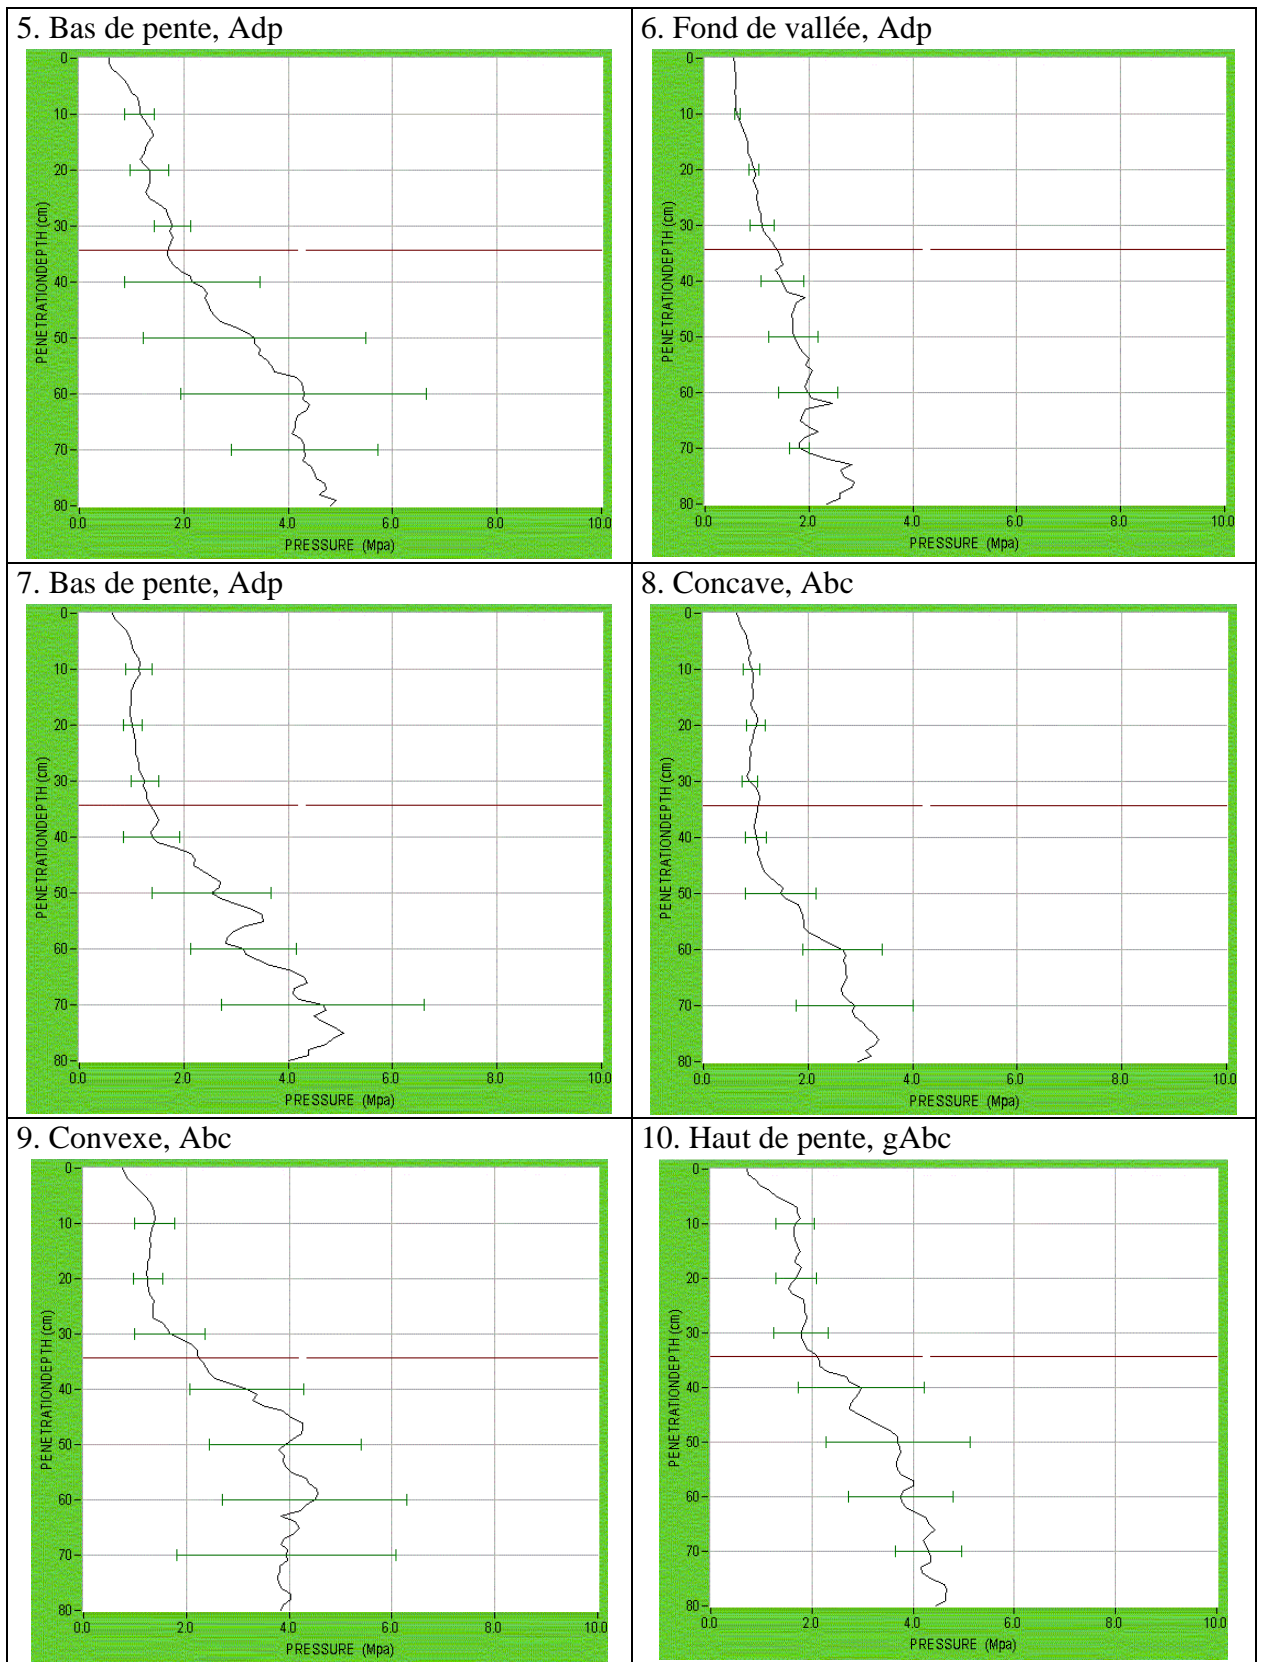 5. Bas de pente, Adp
0
10
20
30
40
50
60
70
80
PENETRATIONDEPTH (cm)
0.0 2.0 4.0 6.0 8.0 10.0
PRESSURE (Mpa)
6. Fond de vallée, Adp
0
10
20
30
40
50
60
70
80
PENETRATIONDEPTH (cm)
0.0 2.0 4.0 6.0 8.0 10.0
PRESSURE (Mpa)
7. Bas de pente, Adp
0
10
20
30
40
50
60
70
80
PENETRATIONDEPTH (cm)
0.0 2.0 4.0 6.0 8.0 10.0
PRESSURE (Mpa)
8. Concave, Abc
0
10
20
30
40
50
60
70
80
PENETRATIONDEPTH (cm)
0.0 2.0 4.0 6.0 8.0 10.0
PRESSURE (Mpa)
9. Convexe, Abc
0
10
20
30
40
50
60
70
80
PENETRATIONDEPTH (cm)
0.0 2.0 4.0 6.0 8.0 10.0
PRESSURE (Mpa)
10. Haut de pente, gAbc
0
10
20
30
40
50
60
70
80
PENETRATIONDEPTH (cm)
0.0 2.0 4.0 6.0 8.0 10.0
PRESSURE (Mpa)